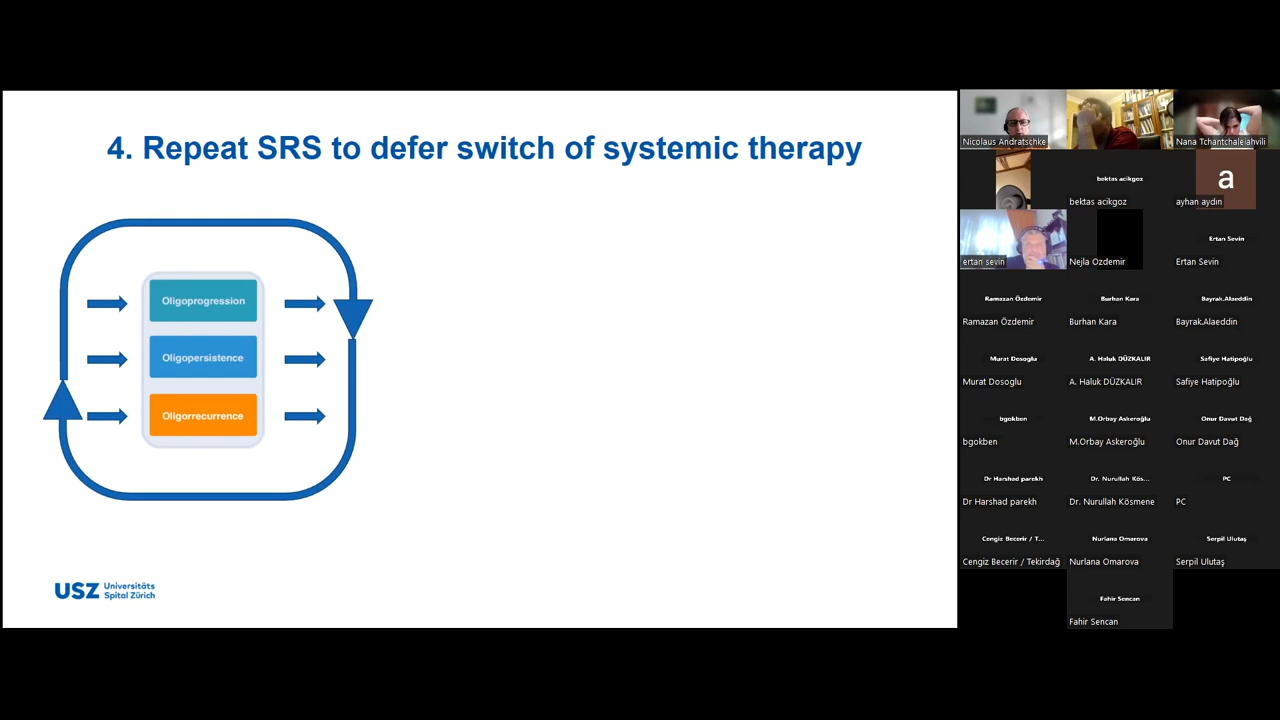 4. Repeat SRS to defer switch of systemic therapy
Oligoprogression
Oligopersistence
Oligorrecurrence
USZ Universitäts
Spital Zürich
Nicolaus Andratschke
Nana Tchantchaleishvili
bektas acikgoz
bektas acikgoz
a
ayhan aydın
ertan sevin
Nejla Ozdemir
Ertan Sevin
Ertan Sevin
Ramazan Özdemir
Ramazan Özdemir
Burhan Kara
Burhan Kara
Bayrak.Alaeddin
Bayrak.Alaeddin
Murat Dosoglu
Murat Dosoglu
A. Haluk DÜZKALIR
A. Haluk DÜZKALIR
Safiye Hatipoğlu
Safiye Hatipoğlu
bgokben
bgokben
M.Orbay Askeroğlu
M.Orbay Askeroğlu
Onur Davut Dağ
Onur Davut Dağ
Dr Harshad parekh
Dr Harshad parekh
Dr. Nurullah Kös...
Dr. Nurullah Kösmene
PC
PC
Cengiz Becerir / T...
Cengiz Becerir / Tekirdağ
Nurlana Omarova
Nurlana Omarova
Serpil Ulutaş
Serpil Ulutaş
Fahir Sencan
Fahir Sencan